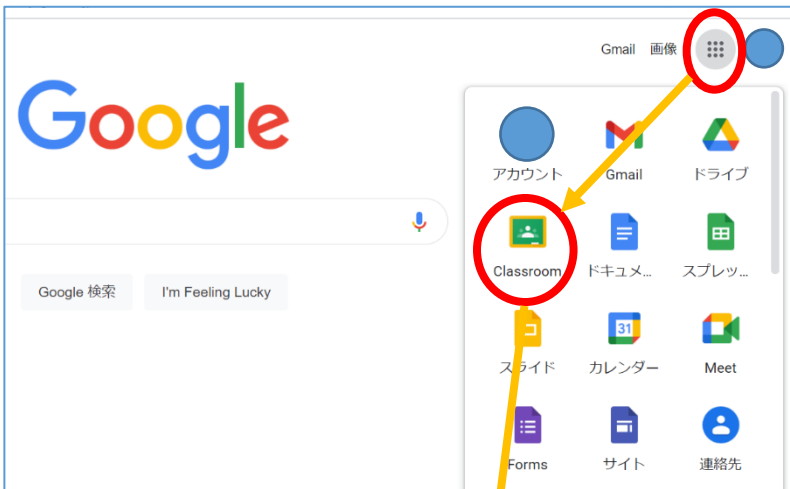 Gmail 画像
Google
アカウント Gmail ドライブ
Classroom ドキュメ... スプレッ...
Google 検索 I'm Feeling Lucky
31
スライド カレンダー Meet
Forms サイト 連絡先